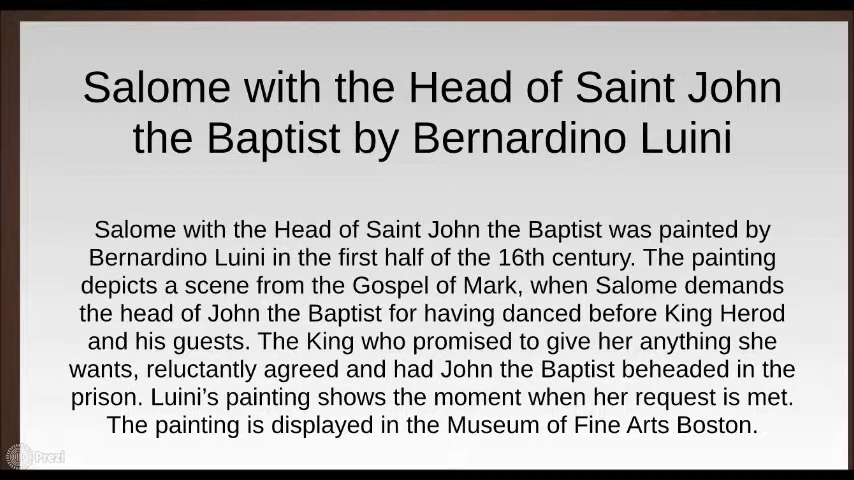 Salome with the Head of Saint John
the Baptist by Bernardino Luini
Salome with the Head of Saint John the Baptist was painted by
Bernardino Luini in the first half of the 16th century. The painting
depicts a scene from the Gospel of Mark, when Salome demands
the head of John the Baptist for having danced before King Herod
and his guests. The King who promised to give her anything she
wants, reluctantly agreed and had John the Baptist beheaded in the
prison. Luini’s painting shows the moment when her request is met.
The painting is displayed in the Museum of Fine Arts Boston.
Prezi